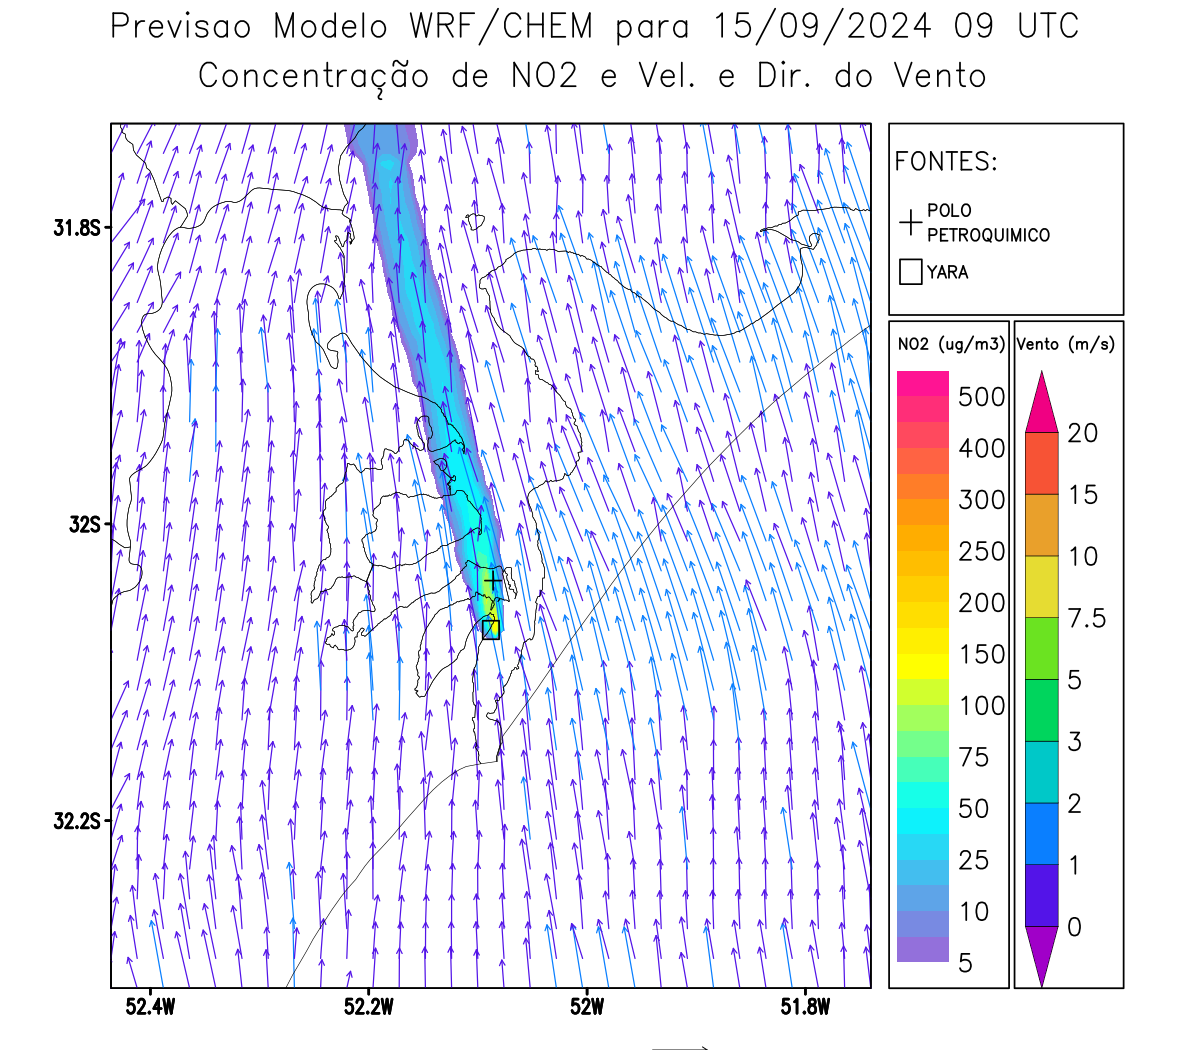 Previsao Modelo WRF/CHEM para 15/09/2024 09 UTC
Concentração de NO2 e Vel. e Dir. do Vento
FONTES:
POLO
PETROQUIMICO
YARA
NO2 (ug/m3)
Vento (m/s)
500
400
300
250
200
150
100
75
50
25
10
5
20
15
10
7.5
5
3
2
1
0
31.8S
32S
32.2S
52.4W
52.2W
52W
51.8W